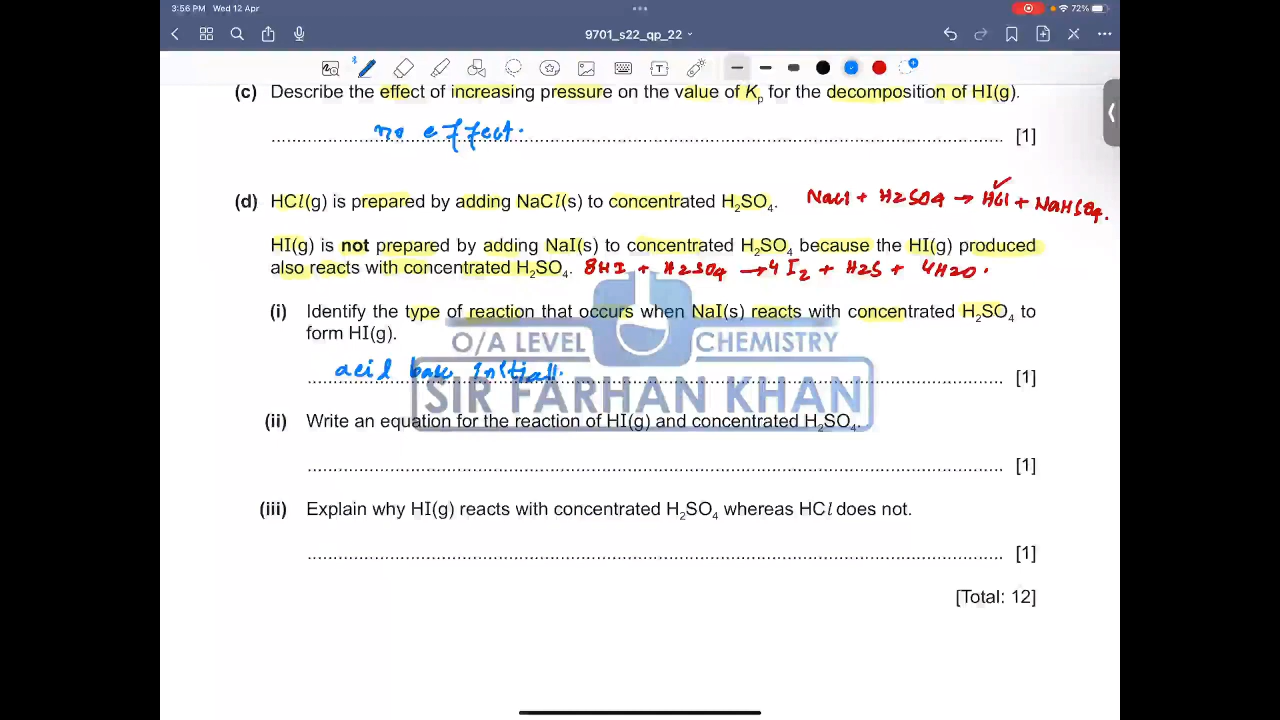 3:56 PM Wed 12 Apr
72%
9701_s22_qp_22
(c) Describe the effect of increasing pressure on the value of Kp for the decomposition of HI(g).
no effect. [1]
(d) HCl(g) is prepared by adding NaCl(s) to concentrated H₂SO₄. NaCl + H2SO4 → HCl + NaHSO4.
HI(g) is not prepared by adding NaI(s) to concentrated H₂SO₄ because the HI(g) produced
also reacts with concentrated H₂SO₄. 8HI + H2SO4 → 4I2 + H2S + 4H2O.
(i) Identify the type of reaction that occurs when NaI(s) reacts with concentrated H₂SO₄ to
form HI(g).
O/A LEVEL CHEMISTRY
acid base initiall. [1]
SIR FARHAN KHAN
(ii) Write an equation for the reaction of HI(g) and concentrated H₂SO₄.
[1]
(iii) Explain why HI(g) reacts with concentrated H₂SO₄ whereas HCl does not.
[1]
[Total: 12]